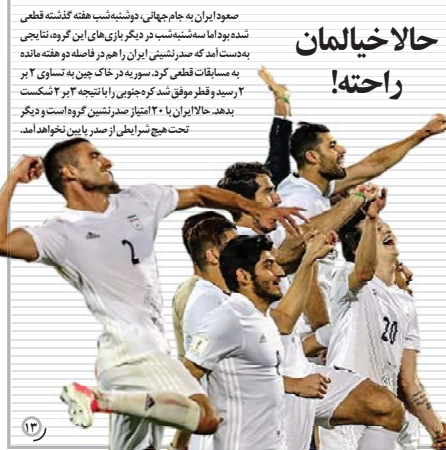 صعود ایران به جام جهانی، دوشنبه‌شب هفته گذشته قطعی
شده بود اما سه‌شنبه‌شب در دیگر بازی‌های این گروه، نتایجی
به‌دست آمد که صدرنشینی ایران را هم در فاصله دو هفته مانده
به مسابقات قطعی کرد. سوریه در خاک چین به تساوی ۲ بر
۲ رسید و قطر موفق شد کره‌جنوبی را با نتیجه ۳ بر ۲ شکست
بدهد. حالا ایران با ۲۰ امتیاز صدرنشین گروه است و دیگر
تحت هیچ شرایطی از صدر پایین نخواهد آمد.
حالا خیالمان
راحته!
2
20
۱۳